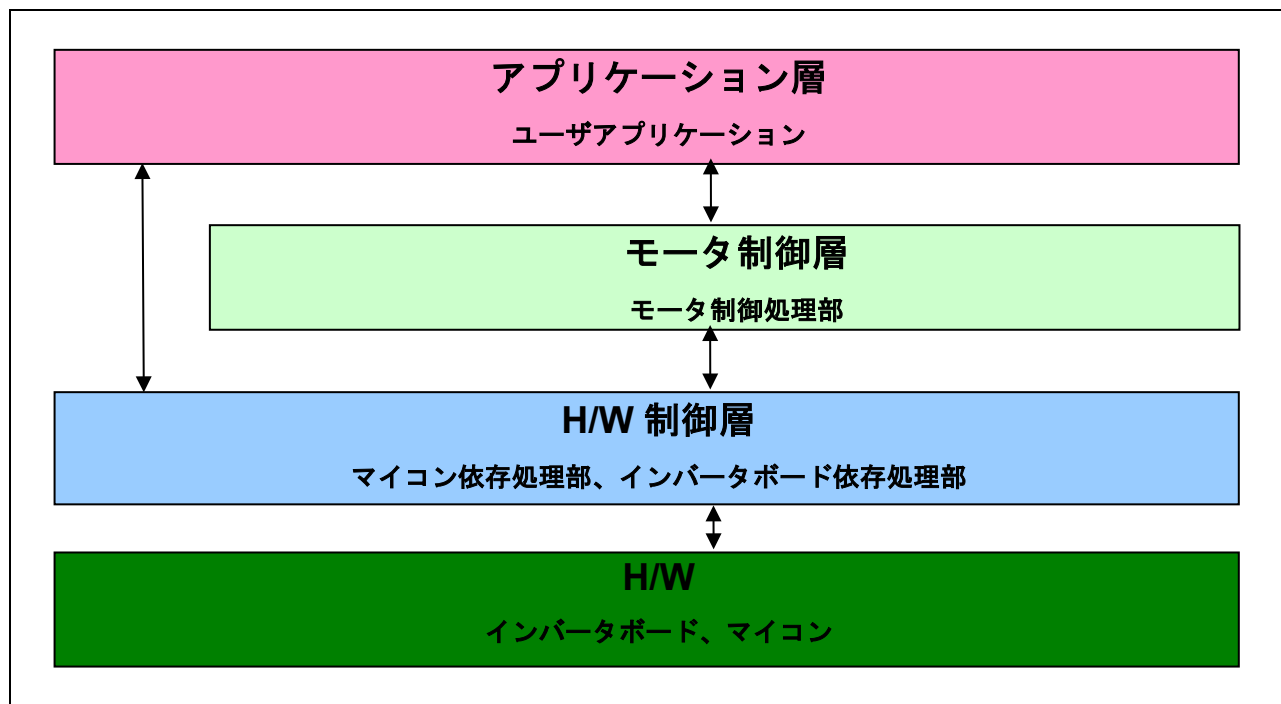 アプリケーション層
ユーザアプリケーション
モータ制御層
モータ制御処理部
H/W 制御層
マイコン依存処理部、インバータボード依存処理部
H/W
インバータボード、マイコン